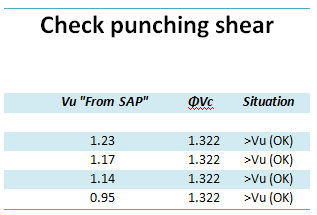 Check punching shear
Vu "From SAP" ΦVc Situation
1.23 1.322 >Vu (OK)
1.17 1.322 >Vu (OK)
1.14 1.322 >Vu (OK)
0.95 1.322 >Vu (OK)